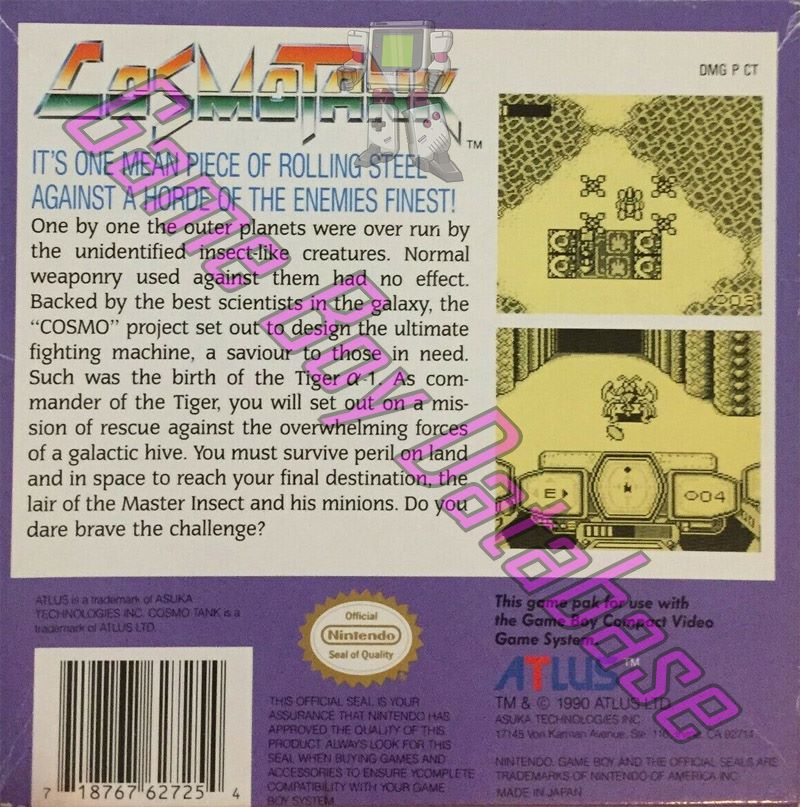 COSMOTANK
TM
DMG P CT
IT'S ONE MEAN PIECE OF ROLLING STEEL
AGAINST A HORDE OF THE ENEMIES FINEST!
One by one the outer planets were over run by
the unidentified insect-like creatures. Normal
weaponry used against them had no effect.
Backed by the best scientists in the galaxy, the
"COSMO" project set out to design the ultimate
fighting machine, a saviour to those in need.
Such was the birth of the Tiger α-1. As com-
mander of the Tiger, you will set out on a mis-
sion of rescue against the overwhelming forces
of a galactic hive. You must survive peril on land
and in space to reach your final destination, the
lair of the Master Insect and his minions. Do you
dare brave the challenge?
03
E
04
Game Boy Database
ATLUS is a trademark of ASUKA
TECHNOLOGIES INC. COSMO TANK is a
trademark of ATLUS LTD.
7 18767 62725 4
Official
Nintendo
Seal of Quality
THIS OFFICIAL SEAL IS YOUR
ASSURANCE THAT NINTENDO HAS
APPROVED THE QUALITY OF THIS
PRODUCT. ALWAYS LOOK FOR THIS
SEAL WHEN BUYING GAMES AND
ACCESSORIES TO ENSURE COMPLETE
COMPATIBILITY WITH YOUR GAME
BOY SYSTEM.
This game pak for use with
the Game Boy Compact Video
Game System.
ATLUS TM
TM & © 1990 ATLUS LTD.
ASUKA TECHNOLOGIES INC.
17145 Von Karman Avenue, Ste. CA 92714
NINTENDO, GAME BOY AND THE OFFICIAL SEALS ARE
TRADEMARKS OF NINTENDO OF AMERICA INC.
MADE IN JAPAN